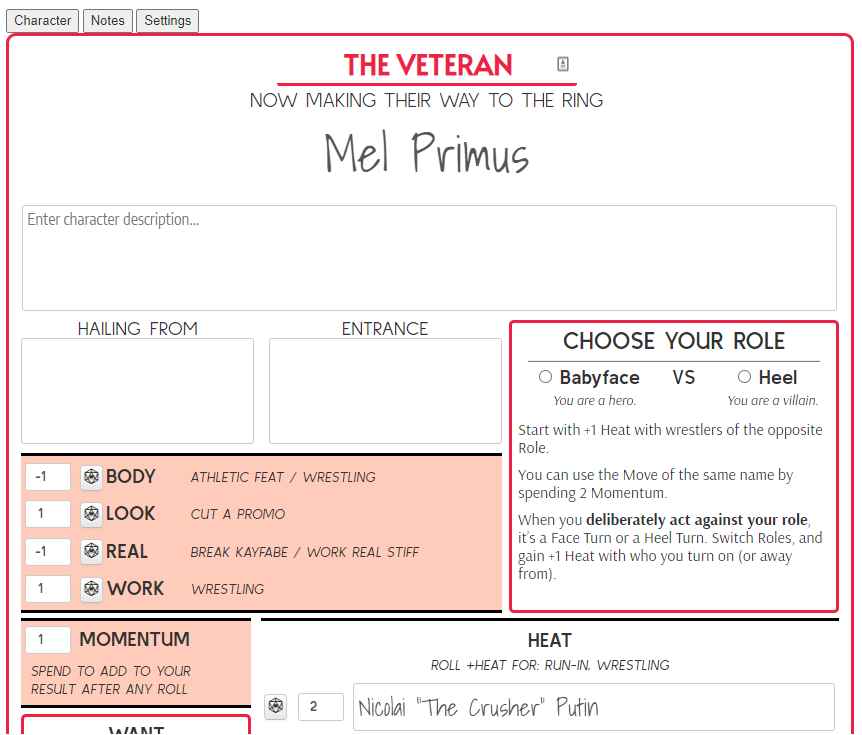 Character Notes Settings
THE VETERAN
NOW MAKING THEIR WAY TO THE RING
Mel Primus
Enter character description...
HAILING FROM
ENTRANCE
CHOOSE YOUR ROLE
Babyface VS Heel
You are a hero. You are a villain.
Start with +1 Heat with wrestlers of the opposite
Role.
You can use the Move of the same name by
spending 2 Momentum.
When you deliberately act against your role,
it's a Face Turn or a Heel Turn. Switch Roles, and
gain +1 Heat with who you turn on (or away
from).
-1 BODY ATHLETIC FEAT / WRESTLING
1 LOOK CUT A PROMO
-1 REAL BREAK KAYFABE / WORK REAL STIFF
1 WORK WRESTLING
1 MOMENTUM
SPEND TO ADD TO YOUR
RESULT AFTER ANY ROLL
HEAT
ROLL +HEAT FOR: RUN-IN, WRESTLING
2 Nicolai "The Crusher" Putin
WANT